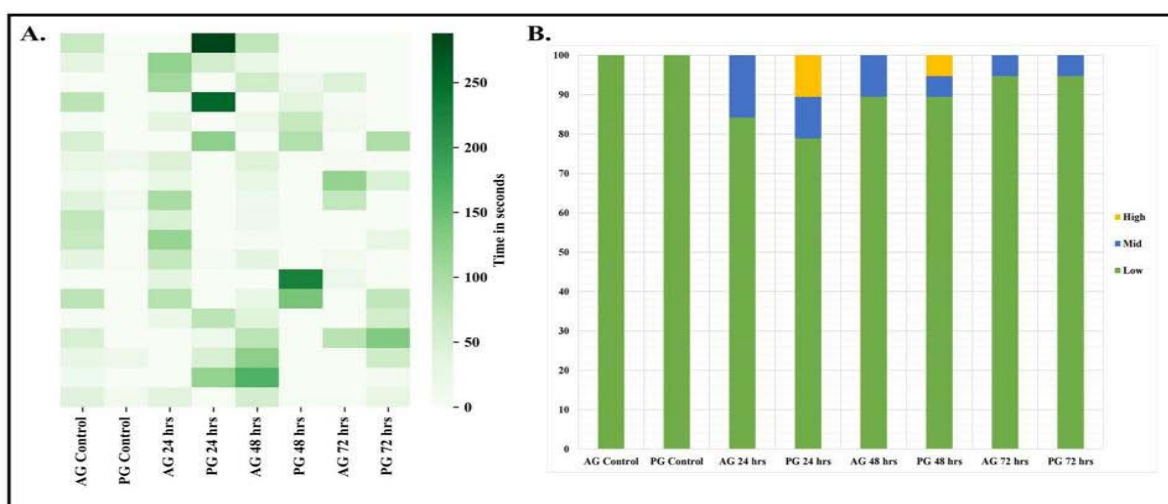 A.
250
200
150
100
50
0
Time in seconds
AG Control
PG Control
AG 24 hrs
PG 24 hrs
AG 48 hrs
PG 48 hrs
AG 72 hrs
PG 72 hrs
B.
100
90
80
70
60
50
40
30
20
10
0
AG Control
PG Control
AG 24 hrs
PG 24 hrs
AG 48 hrs
PG 48 hrs
AG 72 hrs
PG 72 hrs
High
Mid
Low